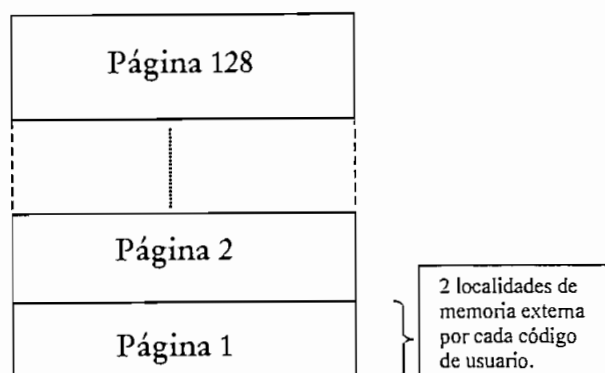 Página 128
Página 2
Página 1
2 localidades de
memoria externa
por cada código
de usuario.